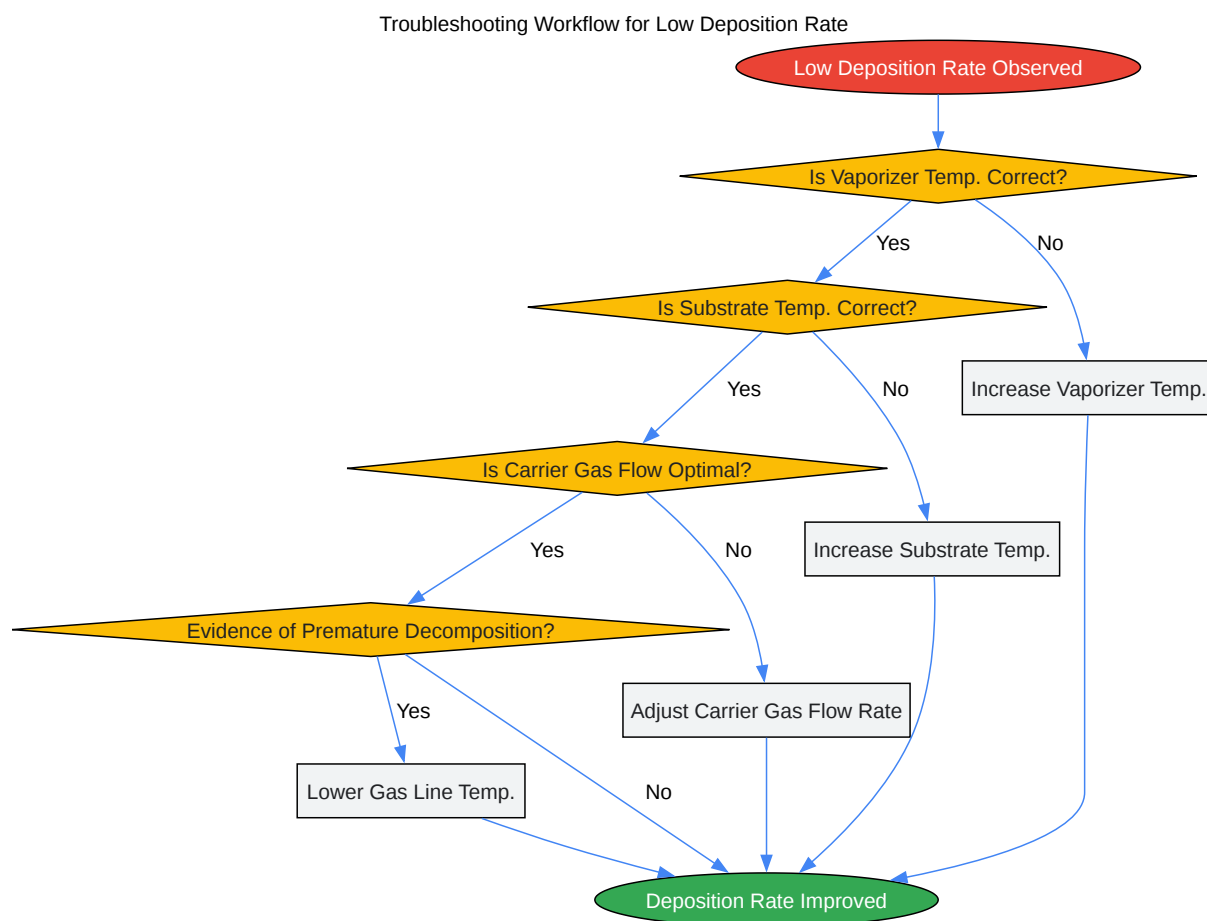 Troubleshooting Workflow for Low Deposition Rate
Low Deposition Rate Observed
Is Vaporizer Temp. Correct?
Yes
No
Is Substrate Temp. Correct?
Increase Vaporizer Temp.
Yes
No
Is Carrier Gas Flow Optimal?
Increase Substrate Temp.
Yes
No
Evidence of Premature Decomposition?
Adjust Carrier Gas Flow Rate
Yes
Lower Gas Line Temp.
No
Deposition Rate Improved